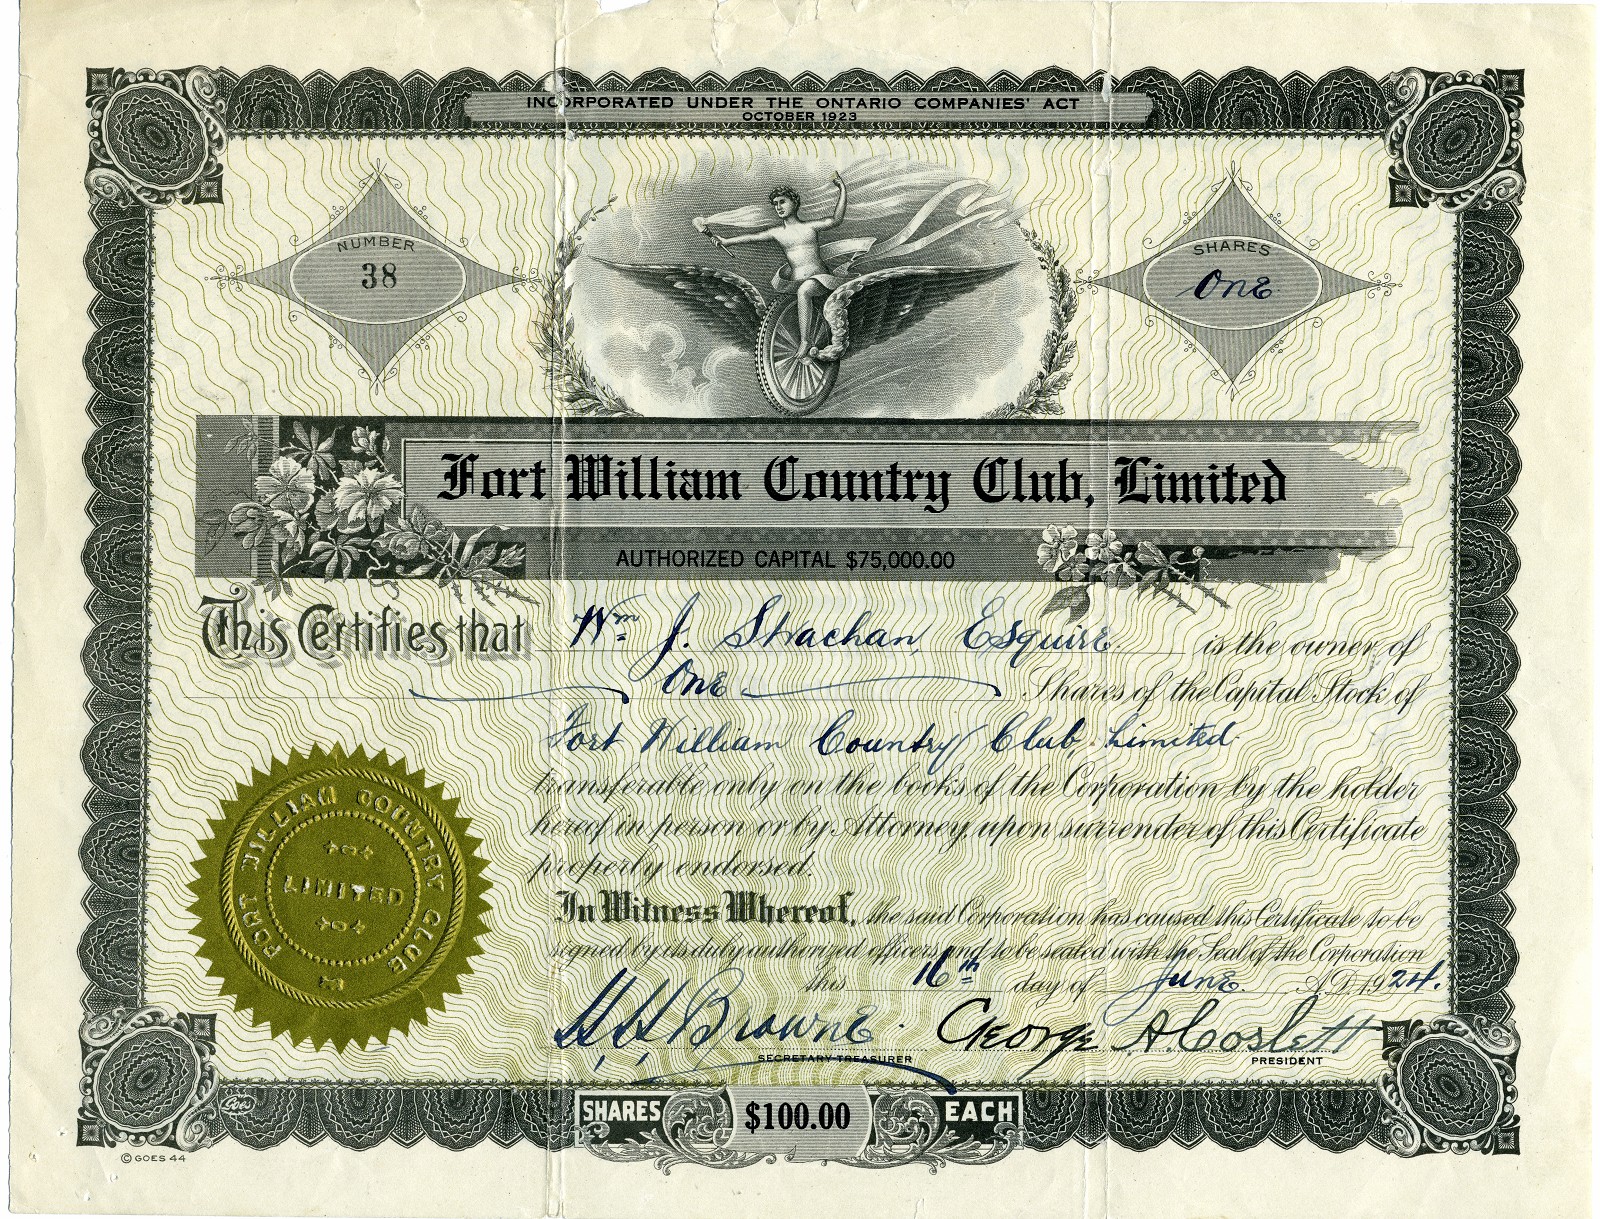 INCORPORATED UNDER THE ONTARIO COMPANIES' ACT
OCTOBER 1923
NUMBER
38
SHARES
One
Fort William Country Club, Limited
AUTHORIZED CAPITAL $75,000.00
This Certifies that Wm J. Strachan, Esquire. is the owner of
One Shares of the Capital Stock of
Fort William Country Club, Limited
transferable only on the books of the Corporation by the holder
hereof in person or by Attorney, upon surrender of this Certificate
properly endorsed.
In Witness Whereof, the said Corporation has caused this Certificate to be
signed by its duly authorized officers and to be sealed with the Seal of the Corporation
this 16th day of June A.D. 1924.
H H Browne. George A. Coslett
SECRETARY-TREASURER PRESIDENT
FORT WILLIAM COUNTRY CLUB
LIMITED
SHARES $100.00 EACH
Goes
© GOES 44